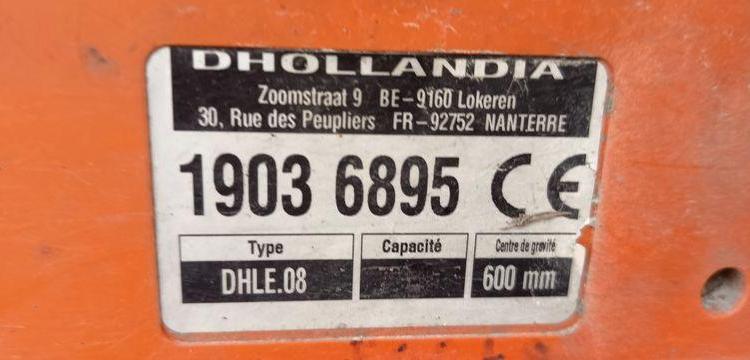 DHOLLANDIA
Zoomstraat 9 BE-9160 Lokeren
30, Rue des Peupliers FR-92752 NANTERRE
1903 6895 CE
Type Capacité Centre de gravité
DHLE.08 600 mm